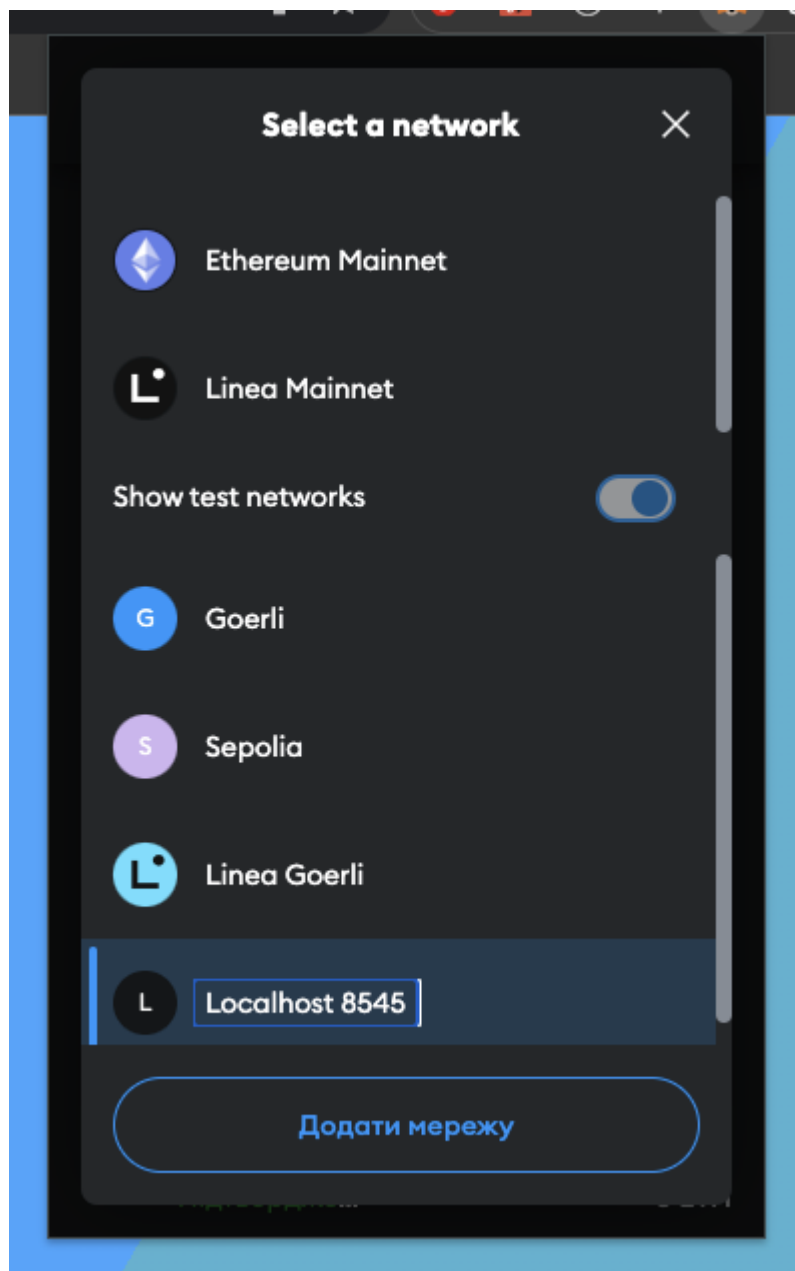 Select a network
Ethereum Mainnet
L Linea Mainnet
Show test networks
G Goerli
S Sepolia
L Linea Goerli
L Localhost 8545
Додати мережу